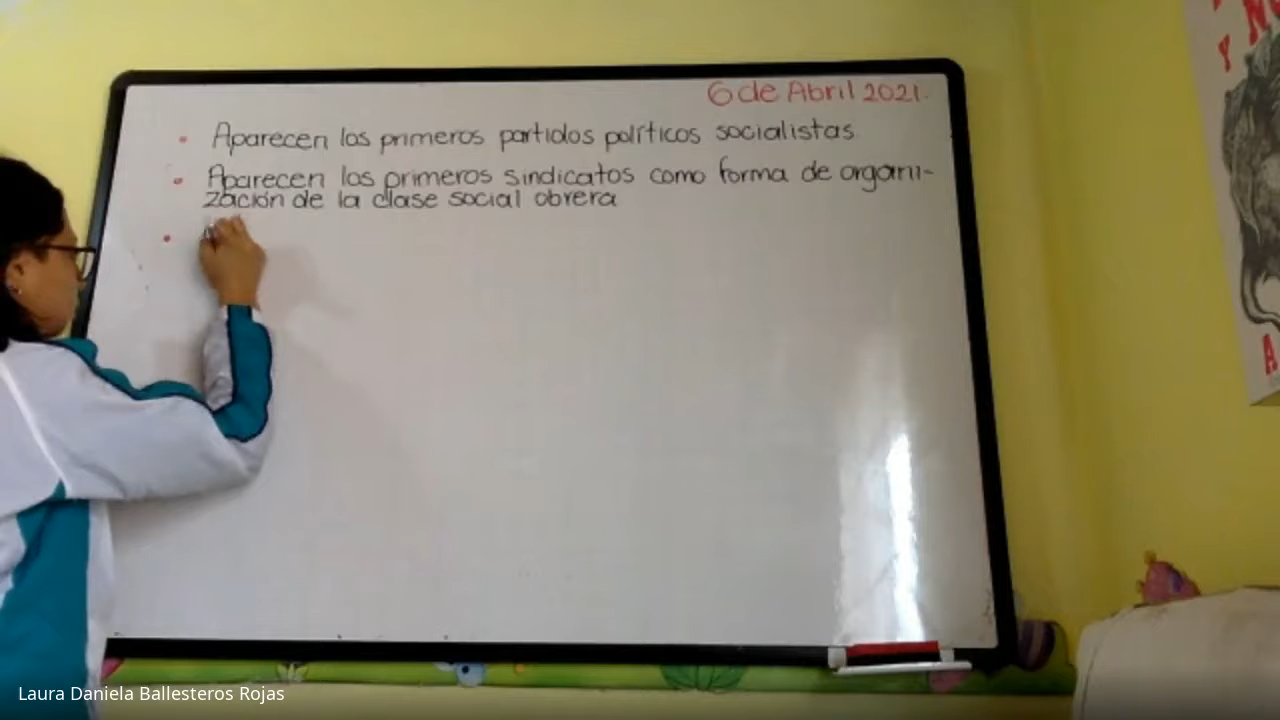 6 de Abril 2021.
• Aparecen los primeros partidos políticos socialistas
• Aparecen los primeros sindicatos como forma de organi-
zación de la clase social obrera
•
Y
A
Laura Daniela Ballesteros Rojas